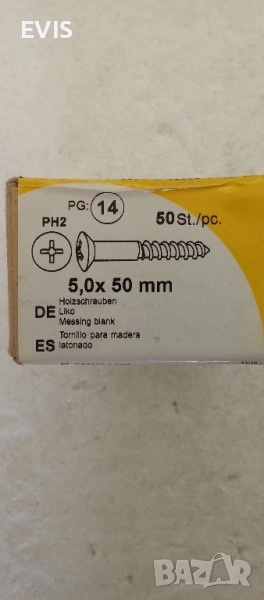 EVIS
PG: 14
50 St./pc.
PH2
5,0x 50 mm
DE Holzschrauben
Liko
Messing blank
ES Tornillo para madera
latonado
BAZAR